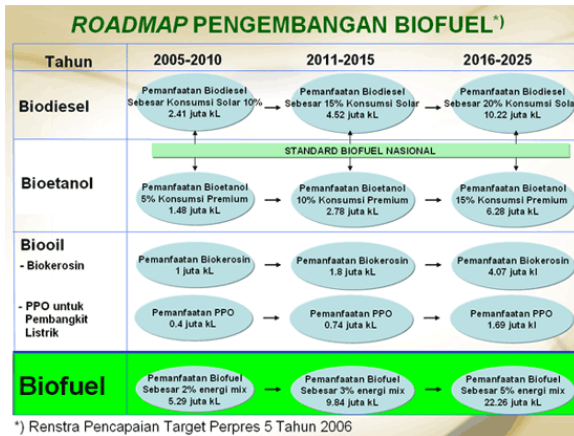 ROADMAP PENGEMBANGAN BIOFUEL*)
Tahun 2005-2010 2011-2015 2016-2025
Biodiesel
Pemanfaatan Biodiesel
Sebesar Konsumsi Solar 10%
2.41 juta kL
Pemanfaatan Biodiesel
Sebesar 15% Konsumsi Solar
4.52 juta kL
Pemanfaatan Biodiesel
Sebesar 20% Konsumsi Solar
10.22 juta kL
STANDARD BIOFUEL NASIONAL
Bioetanol
Pemanfaatan Bioetanol
5% Konsumsi Premium
1.48 juta kL
Pemanfaatan Bioetanol
10% Konsumsi Premium
2.78 juta kL
Pemanfaatan Bioetanol
15% Konsumsi Premium
6.28 juta kL
Biooil
- Biokerosin
Pemanfaatan Biokerosin
1 juta kL
Pemanfaatan Biokerosin
1.8 juta kL
Pemanfaatan Biokerosin
4.07 juta kl
- PPO untuk
Pembangkit
Listrik
Pemanfaatan PPO
0.4 juta kL
Pemanfaatan PPO
0.74 juta kL
Pemanfaatan PPO
1.69 juta kl
Biofuel
Pemanfaatan Biofuel
Sebesar 2% energi mix
5.29 juta kL
Pemanfaatan Biofuel
Sebesar 3% energi mix
9.84 juta kL
Pemanfaatan Biofuel
Sebesar 5% energi mix
22.26 juta kL
*) Renstra Pencapaian Target Perpres 5 Tahun 2006